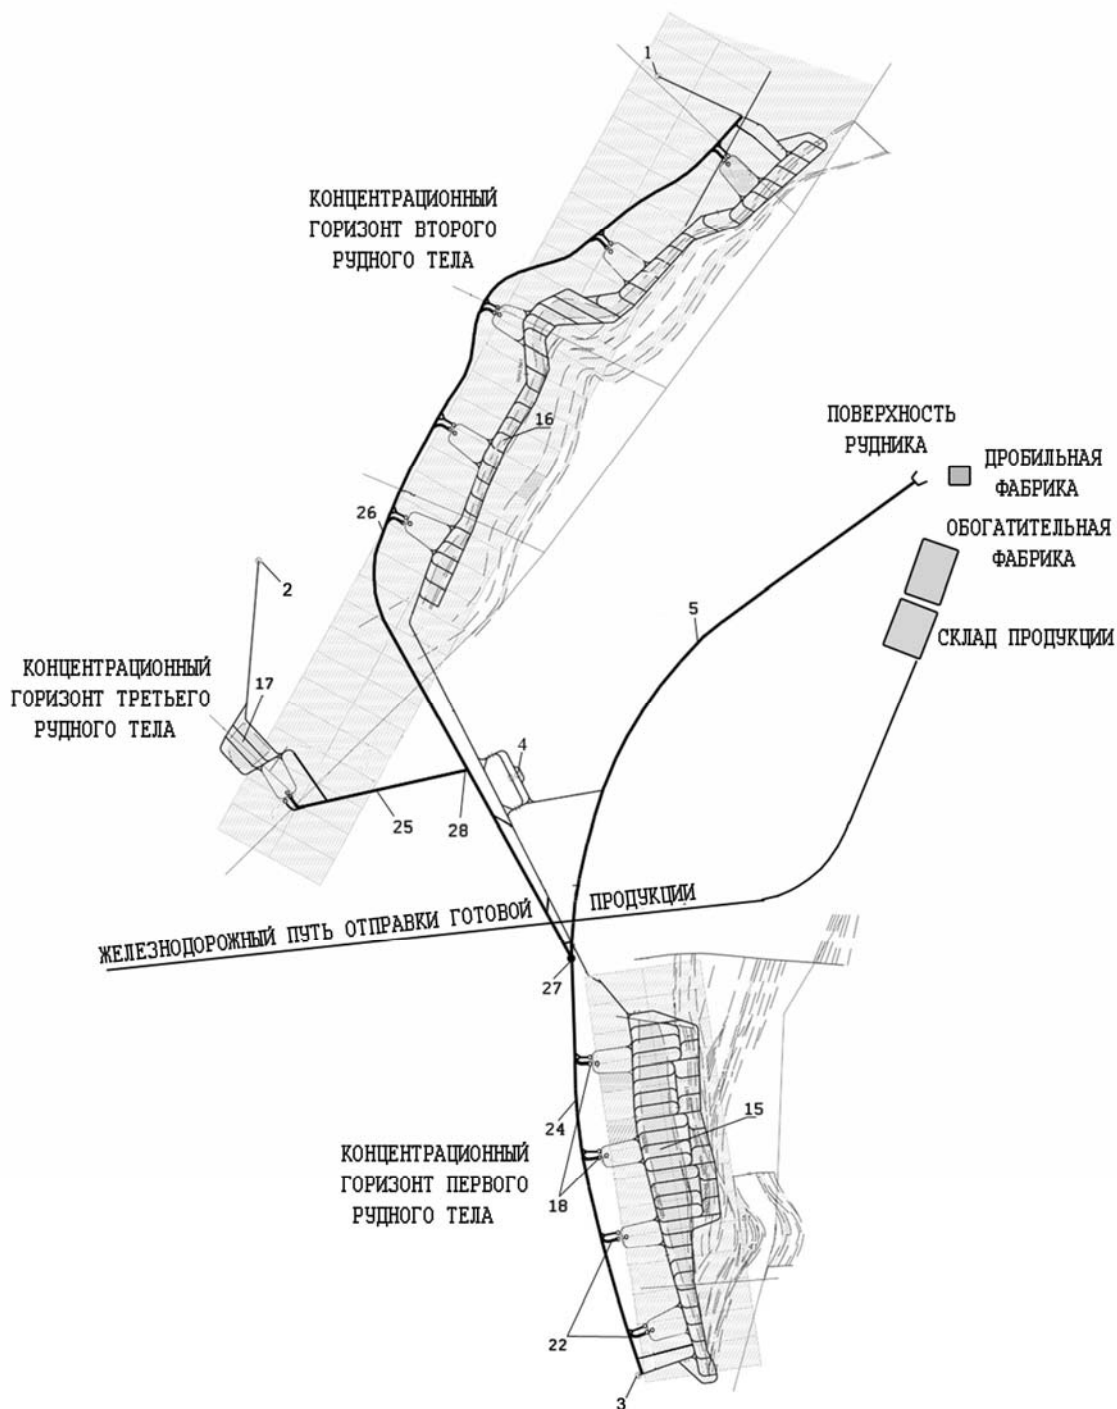 1
КОНЦЕНТРАЦИОННЫЙ
ГОРИЗОНТ ВТОРОГО
РУДНОГО ТЕЛА
16
ПОВЕРХНОСТЬ
РУДНИКА
ДРОБИЛЬНАЯ
ФАБРИКА
26
ОБОГАТИТЕЛЬНАЯ
ФАБРИКА
2
5
СКЛАД ПРОДУКЦИИ
КОНЦЕНТРАЦИОННЫЙ
ГОРИЗОНТ ТРЕТЬЕГО
РУДНОГО ТЕЛА
17
4
25
28
ЖЕЛЕЗНОДОРОЖНЫЙ ПУТЬ ОТПРАВКИ ГОТОВОЙ ПРОДУКЦИИ
27
15
24
КОНЦЕНТРАЦИОННЫЙ
ГОРИЗОНТ ПЕРВОГО
РУДНОГО ТЕЛА
18
22
3